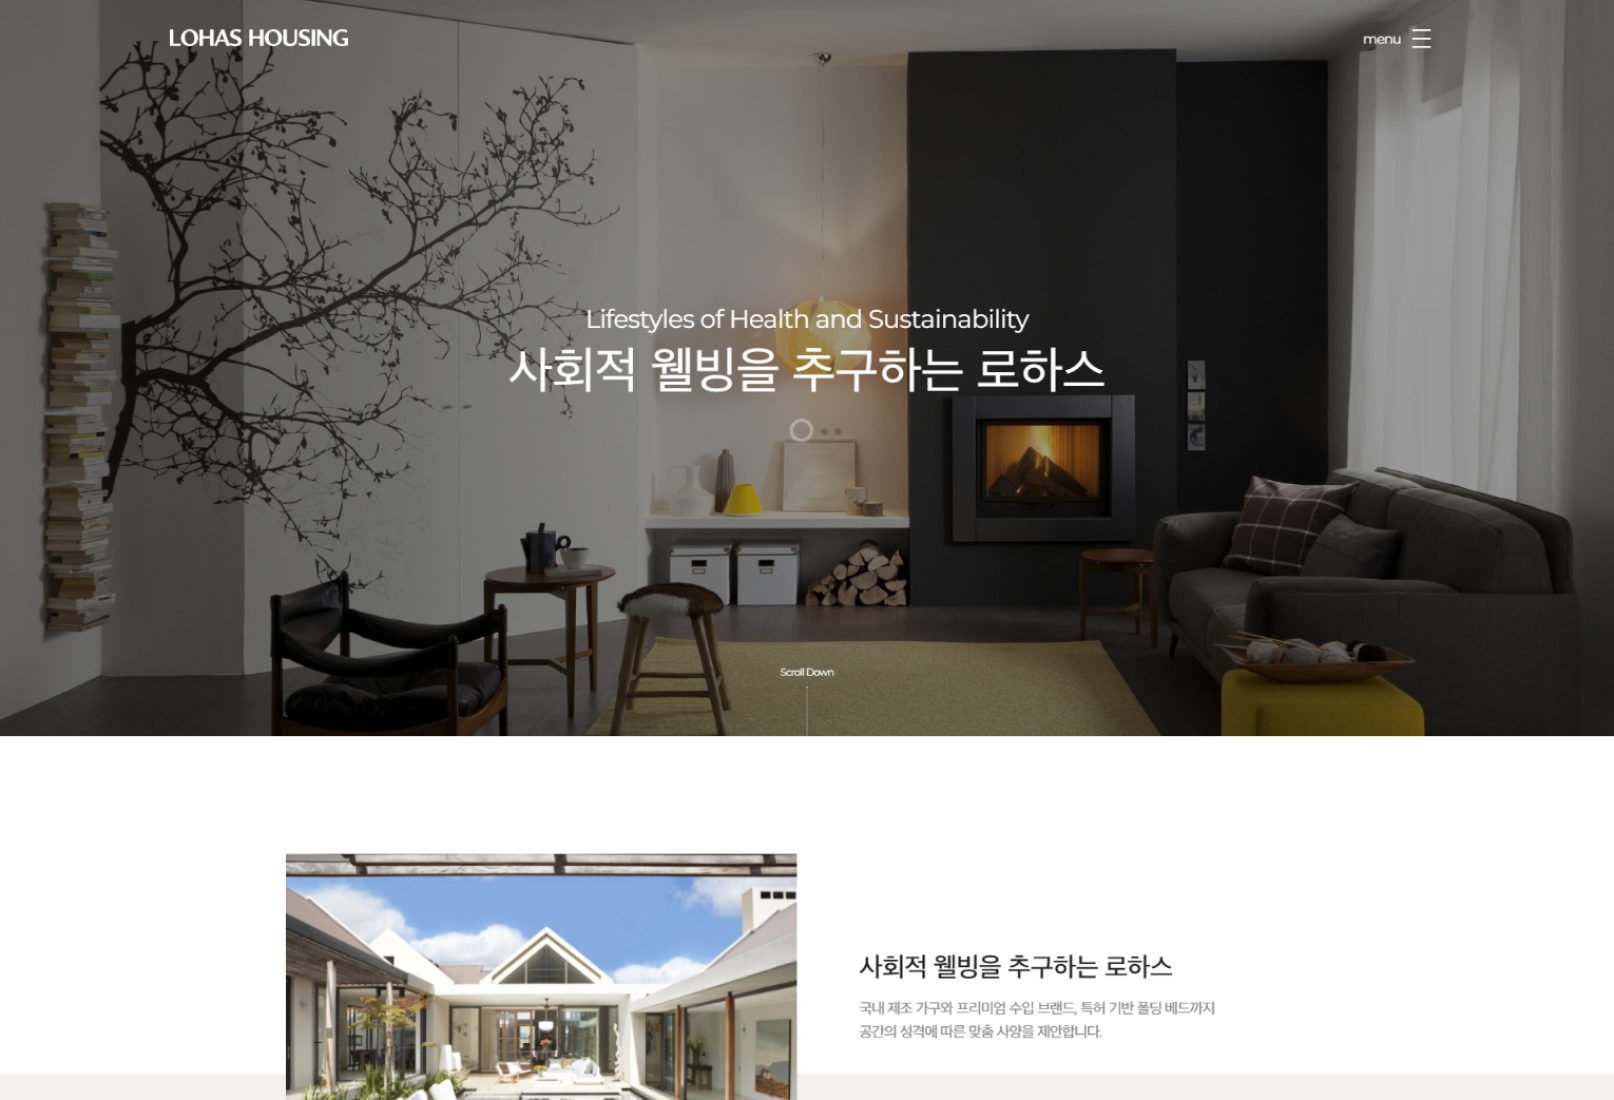 LOHAS HOUSING
menu
Lifestyles of Health and Sustainability
사회적 웰빙을 추구하는 로하스
Scroll Down
사회적 웰빙을 추구하는 로하스
국내 제조 가구와 프리미엄 수입 브랜드, 특허 기반 폴딩 베드까지
공간의 성격에 따른 맞춤 사양을 제안합니다.